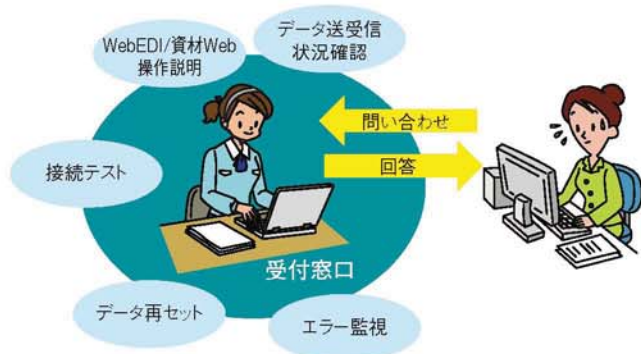 データ送受信
状況確認
WebEDI/資材Web
操作説明
問い合わせ
回答
接続テスト
受付窓口
データ再セット
エラー監視